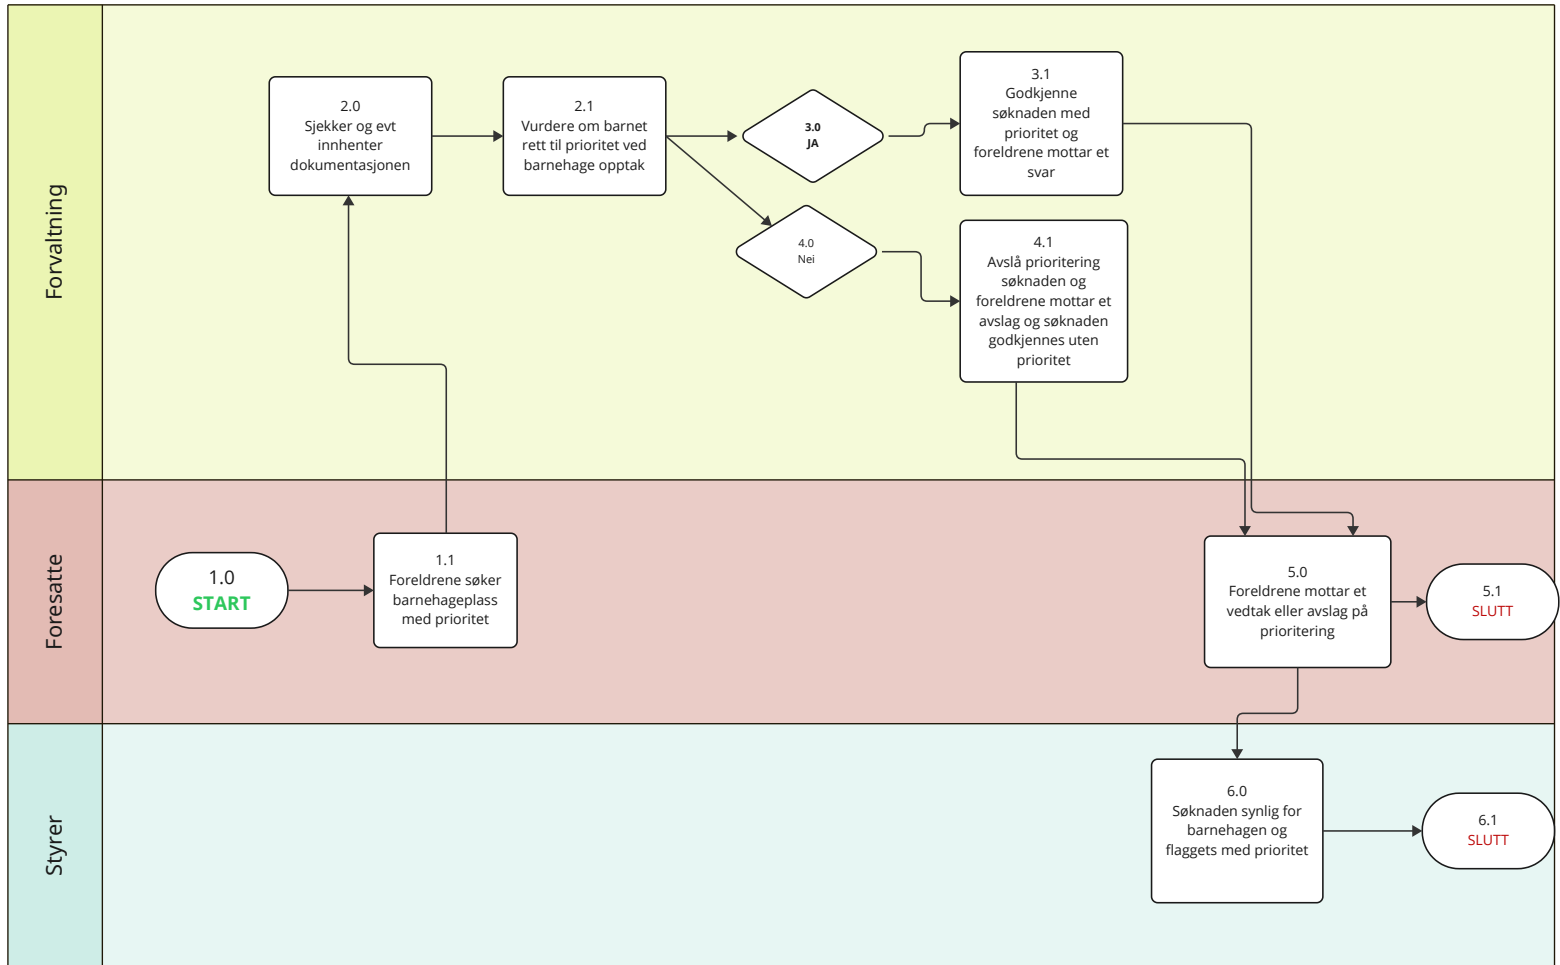 Forvaltning
2.0
Sjekker og evt
innhenter
dokumentasjonen
2.1
Vurdere om barnet
rett til prioritet ved
barnehage opptak
3.0
JA
3.1
Godkjenne
søknaden med
prioritet og
foreldrene mottar et
svar
4.0
Nei
4.1
Avslå prioritering
søknaden og
foreldrene mottar et
avslag og søknaden
godkjennes uten
prioritet
Foresatte
1.0
START
1.1
Foreldrene søker
barnehageplass
med prioritet
5.0
Foreldrene mottar et
vedtak eller avslag på
prioritering
5.1
SLUTT
Styrer
6.0
Søknaden synlig for
barnehagen og
flaggets med prioritet
6.1
SLUTT